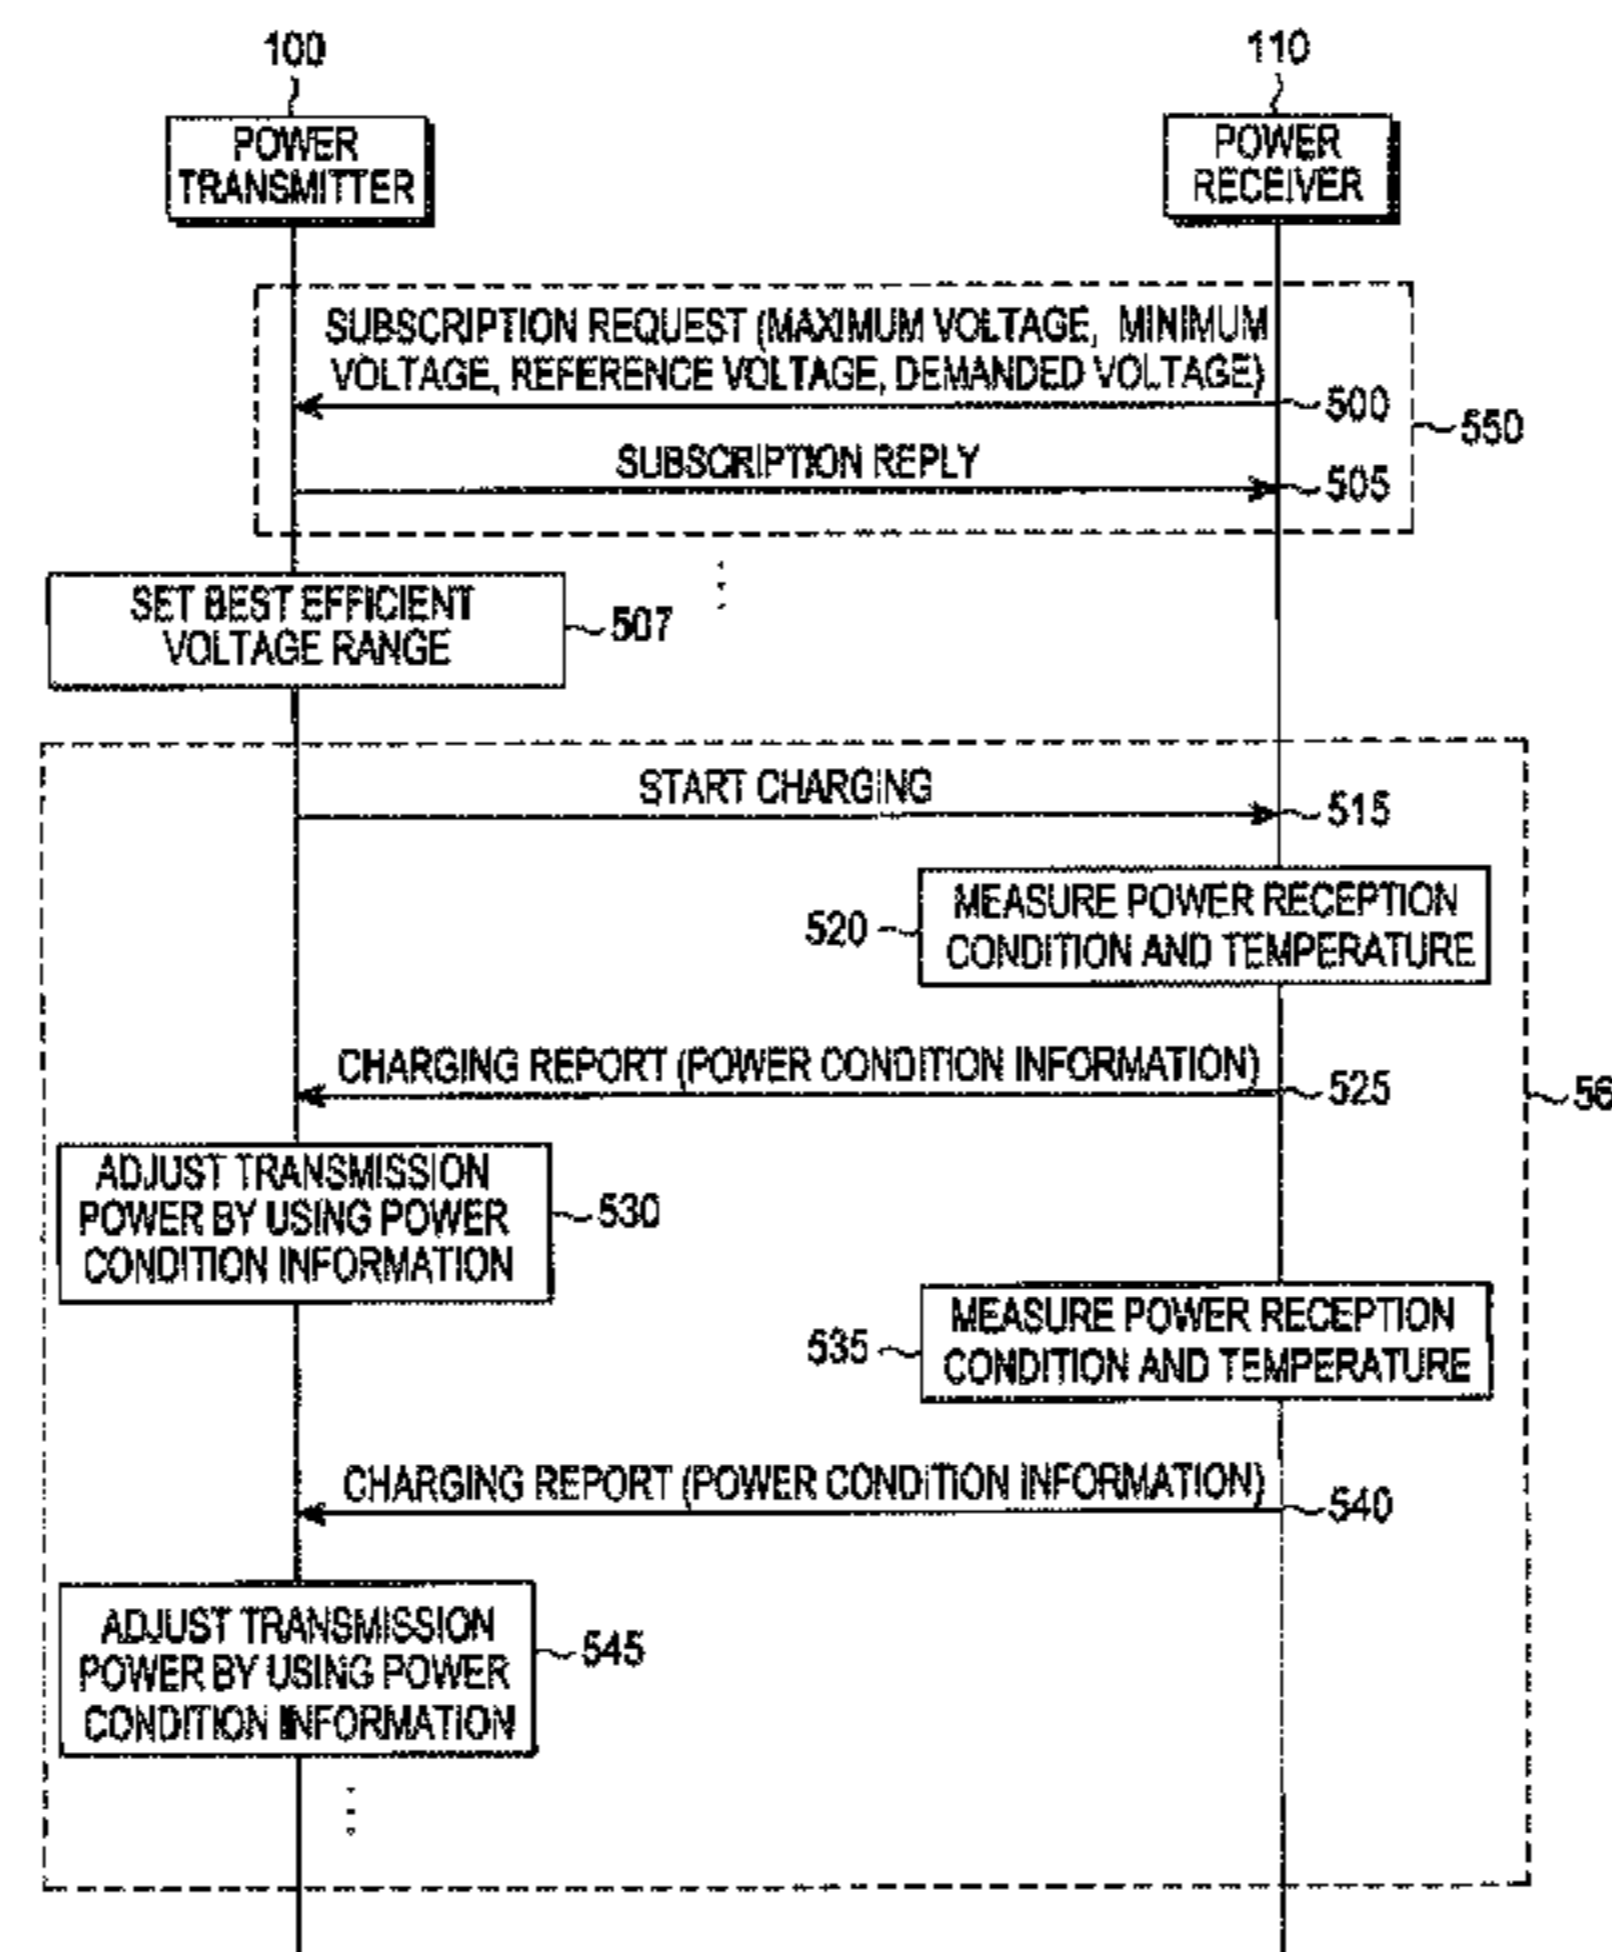 100
110
POWER
TRANSMITTER
POWER
RECEIVER
SUBSCRIPTION REQUEST (MAXIMUM VOLTAGE, MINIMUM
VOLTAGE, REFERENCE VOLTAGE, DEMANDED VOLTAGE)
500
550
SUBSCRIPTION REPLY
505
SET BEST EFFICIENT
VOLTAGE RANGE
507
START CHARGING
515
MEASURE POWER RECEPTION
CONDITION AND TEMPERATURE
520
CHARGING REPORT (POWER CONDITION INFORMATION)
525
56
ADJUST TRANSMISSION
POWER BY USING POWER
CONDITION INFORMATION
530
MEASURE POWER RECEPTION
CONDITION AND TEMPERATURE
535
CHARGING REPORT (POWER CONDITION INFORMATION)
540
ADJUST TRANSMISSION
POWER BY USING POWER
CONDITION INFORMATION
545